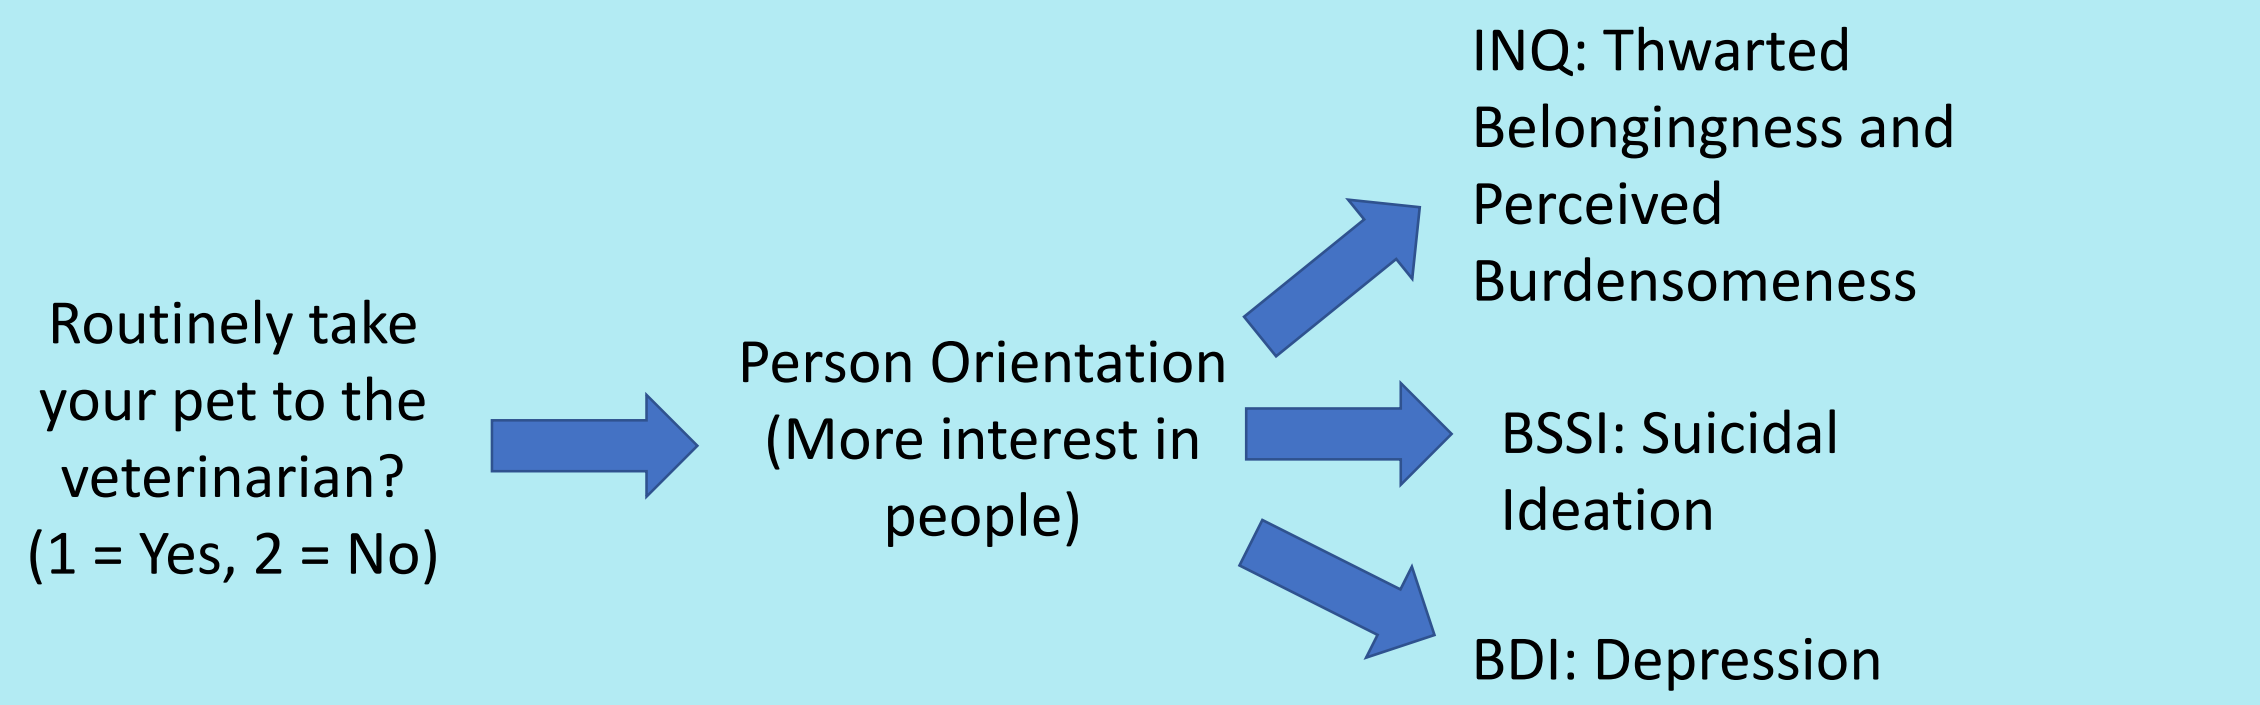 Routinely take
your pet to the
veterinarian?
(1 = Yes, 2 = No)
Person Orientation
(More interest in
people)
INQ: Thwarted
Belongingness and
Perceived
Burdensomeness
BSSI: Suicidal
Ideation
BDI: Depression